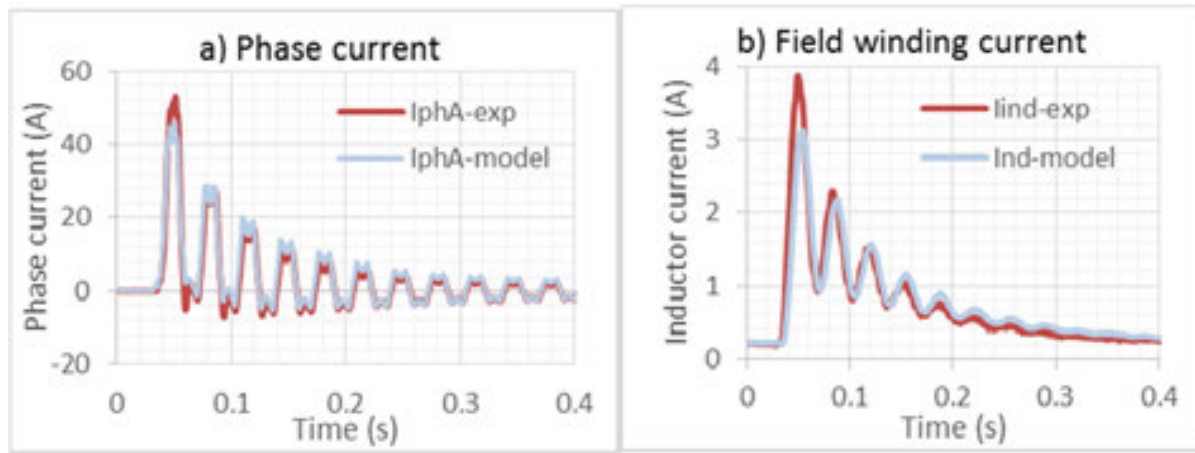 a) Phase current
60
40
20
0
-20
Phase current (A)
IphA-exp
IphA-model
0 0.1 0.2 0.3 0.4
Time (s)
b) Field winding current
4
3
2
1
0
Inductor current (A)
Iind-exp
Ind-model
0 0.1 0.2 0.3 0.4
Time (s)